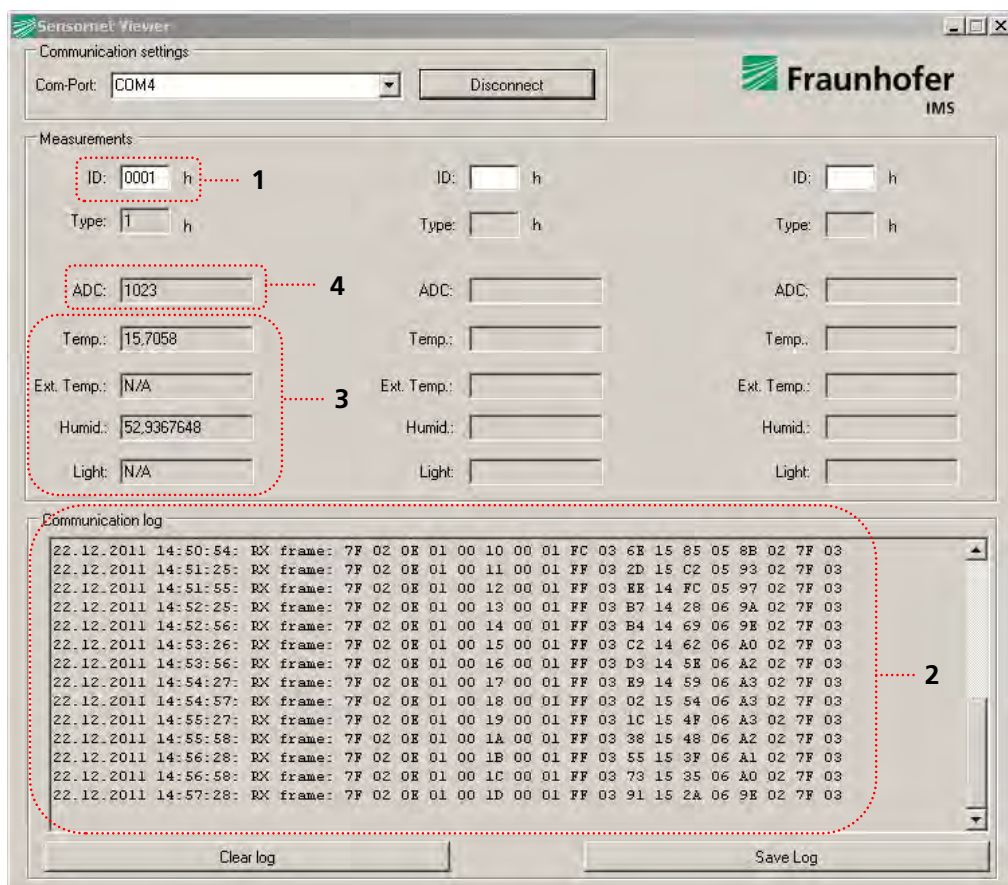 Sensornet Viewer
Communication settings
Com-Port: COM4 Disconnect
Fraunhofer
IMS
Measurements
ID: 0001 h 1 ID: h ID: h
Type: 1 h Type: h Type: h
ADC: 1023 4 ADC: ADC:
Temp.: 15,7058 Temp.: Temp..
Ext. Temp.: N/A 3 Ext. Temp.: Ext. Temp.:
Humid.: 52,9367648 Humid.: Humid.:
Light: N/A Light: Light:
Communication log
22.12.2011 14:50:54: RX frame: 7F 02 0E 01 00 10 00 01 FC 03 6E 15 85 05 8B 02 7F 03
22.12.2011 14:51:25: RX frame: 7F 02 0E 01 00 11 00 01 FF 03 2D 15 C2 05 93 02 7F 03
22.12.2011 14:51:55: RX frame: 7F 02 0E 01 00 12 00 01 FF 03 EE 14 FC 05 97 02 7F 03
22.12.2011 14:52:25: RX frame: 7F 02 0E 01 00 13 00 01 FF 03 B7 14 28 06 9A 02 7F 03
22.12.2011 14:52:56: RX frame: 7F 02 0E 01 00 14 00 01 FF 03 B4 14 69 06 9E 02 7F 03
22.12.2011 14:53:26: RX frame: 7F 02 0E 01 00 15 00 01 FF 03 C2 14 62 06 A0 02 7F 03
22.12.2011 14:53:56: RX frame: 7F 02 0E 01 00 16 00 01 FF 03 D3 14 5E 06 A2 02 7F 03
22.12.2011 14:54:27: RX frame: 7F 02 0E 01 00 17 00 01 FF 03 E9 14 59 06 A3 02 7F 03
22.12.2011 14:54:57: RX frame: 7F 02 0E 01 00 18 00 01 FF 03 02 15 54 06 A3 02 7F 03
22.12.2011 14:55:27: RX frame: 7F 02 0E 01 00 19 00 01 FF 03 1C 15 4F 06 A3 02 7F 03
22.12.2011 14:55:58: RX frame: 7F 02 0E 01 00 1A 00 01 FF 03 38 15 48 06 A2 02 7F 03
22.12.2011 14:56:28: RX frame: 7F 02 0E 01 00 1B 00 01 FF 03 55 15 3F 06 A1 02 7F 03
22.12.2011 14:56:58: RX frame: 7F 02 0E 01 00 1C 00 01 FF 03 73 15 35 06 A0 02 7F 03
22.12.2011 14:57:28: RX frame: 7F 02 0E 01 00 1D 00 01 FF 03 91 15 2A 06 9E 02 7F 03
2
Clear log Save Log